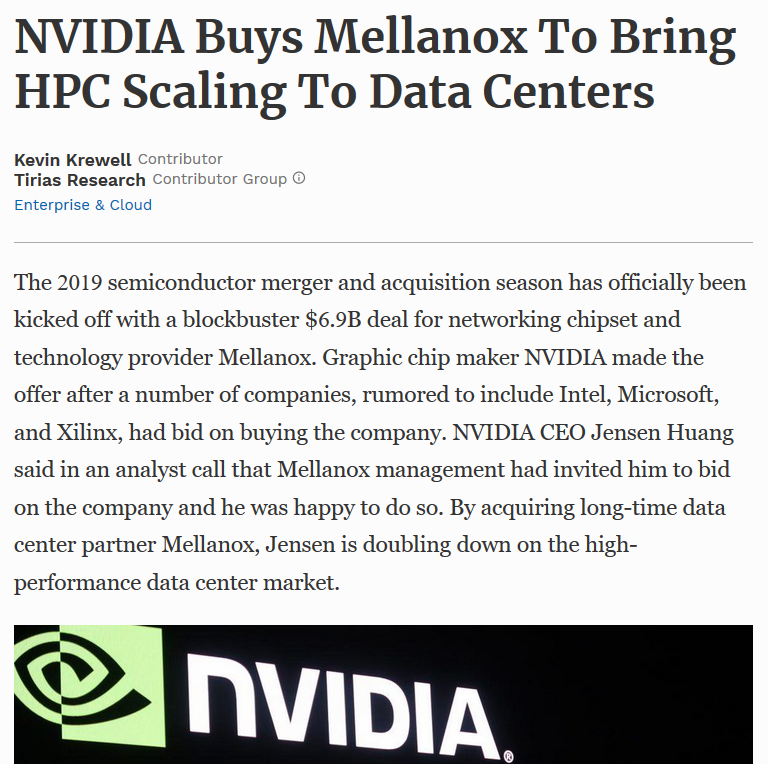 NVIDIA Buys Mellanox To Bring
HPC Scaling To Data Centers
Kevin Krewell Contributor
Tirias Research Contributor Group
Enterprise & Cloud
The 2019 semiconductor merger and acquisition season has officially been
kicked off with a blockbuster $6.9B deal for networking chipset and
technology provider Mellanox. Graphic chip maker NVIDIA made the
offer after a number of companies, rumored to include Intel, Microsoft,
and Xilinx, had bid on buying the company. NVIDIA CEO Jensen Huang
said in an analyst call that Mellanox management had invited him to bid
on the company and he was happy to do so. By acquiring long-time data
center partner Mellanox, Jensen is doubling down on the high-
performance data center market.
NVIDIA®